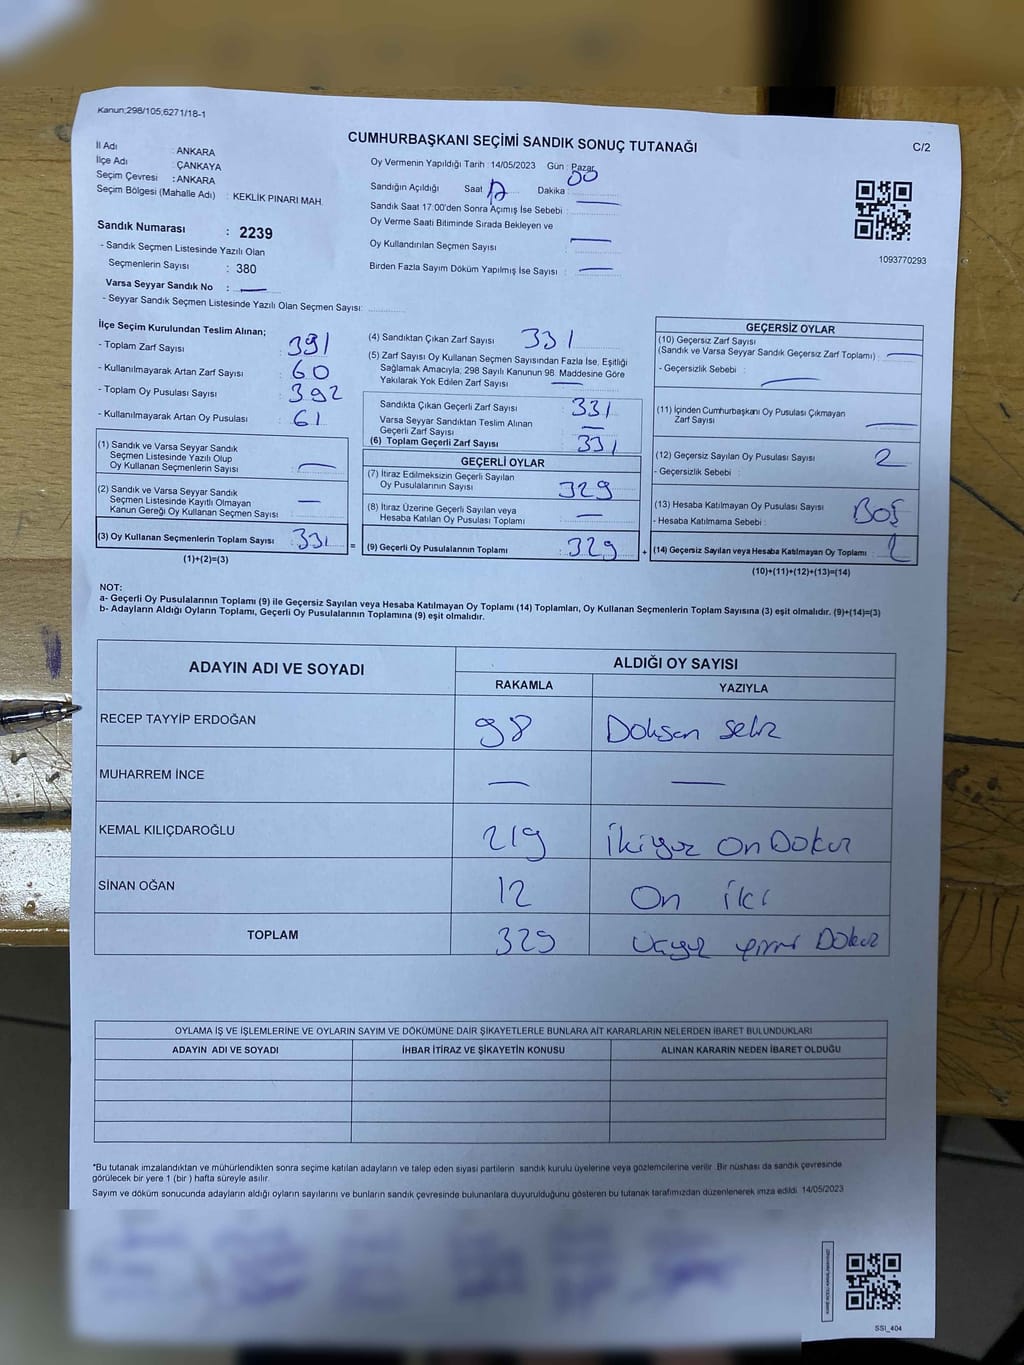 Kanun;298/105,6271/18-1
CUMHURBAŞKANI SEÇİMİ SANDIK SONUÇ TUTANAĞI
C/2
İl Adı : ANKARA
İlçe Adı : ÇANKAYA
Seçim Çevresi : ANKARA
Seçim Bölgesi (Mahalle Adı) : KEKLİK PINARI MAH.
Oy Vermenin Yapıldığı Tarih : 14/05/2023 Gün : Pazar
Sandığın Açıldığı Saat 17 Dakika : 00
Sandık Saat 17:00'den Sonra Açımış İse Sebebi : —
Oy Verme Saati Bitiminde Sırada Bekleyen ve
Oy Kullandırılan Seçmen Sayısı : —
Birden Fazla Sayım Döküm Yapılmış İse Sayısı : —
1093770293
Sandık Numarası : 2239
- Sandık Seçmen Listesinde Yazılı Olan
Seçmenlerin Sayısı : 380
Varsa Seyyar Sandık No : —
- Seyyar Sandık Seçmen Listesinde Yazılı Olan Seçmen Sayısı:
İlçe Seçim Kurulundan Teslim Alınan;
- Toplam Zarf Sayısı : 391
- Kullanılmayarak Artan Zarf Sayısı : 60
- Toplam Oy Pusulası Sayısı : 392
- Kullanılmayarak Artan Oy Pusulası : 61
(1) Sandık ve Varsa Seyyar Sandık
Seçmen Listesinde Yazılı Olup
Oy Kullanan Seçmenlerin Sayısı : —
(2) Sandık ve Varsa Seyyar Sandık
Seçmen Listesinde Kayıtlı Olmayan
Kanun Gereği Oy Kullanan Seçmen Sayısı : —
(3) Oy Kullanan Seçmenlerin Toplam Sayısı : 331
(1)+(2)=(3)
(4) Sandıktan Çıkan Zarf Sayısı 331
(5) Zarf Sayısı Oy Kullanan Seçmen Sayısından Fazla İse, Eşitliği
Sağlamak Amacıyla, 298 Sayılı Kanunun 98. Maddesine Göre
Yakılarak Yok Edilen Zarf Sayısı : —
Sandıkta Çıkan Geçerli Zarf Sayısı : 331
Varsa Seyyar Sandıktan Teslim Alınan
Geçerli Zarf Sayısı : —
(6) Toplam Geçerli Zarf Sayısı : 331
GEÇERLİ OYLAR
(7) İtiraz Edilmeksizin Geçerli Sayılan
Oy Pusulalarının Sayısı : 329
(8) İtiraz Üzerine Geçerli Sayılan veya
Hesaba Katılan Oy Pusulası Toplamı : —
= (9) Geçerli Oy Pusulalarının Toplamı : 329
GEÇERSİZ OYLAR
(10) Geçersiz Zarf Sayısı
(Sandık ve Varsa Seyyar Sandık Geçersiz Zarf Toplamı) : —
- Geçersizlik Sebebi : —
(11) İçinden Cumhurbaşkanı Oy Pusulası Çıkmayan
Zarf Sayısı : —
(12) Geçersiz Sayılan Oy Pusulası Sayısı : 2
- Geçersizlik Sebebi :
(13) Hesaba Katılmayan Oy Pusulası Sayısı : BOŞ
- Hesaba Katılmama Sebebi :
+ (14) Geçersiz Sayılan veya Hesaba Katılmayan Oy Toplamı : 2
(10)+(11)+(12)+(13)=(14)
NOT:
a- Geçerli Oy Pusulalarının Toplamı (9) ile Geçersiz Sayılan veya Hesaba Katılmayan Oy Toplamı (14) Toplamları, Oy Kullanan Seçmenlerin Toplam Sayısına (3) eşit olmalıdır. (9)+(14)=(3)
b- Adayların Aldığı Oyların Toplamı, Geçerli Oy Pusulalarının Toplamına (9) eşit olmalıdır.
ADAYIN ADI VE SOYADI ALDIĞI OY SAYISI
RAKAMLA YAZIYLA
RECEP TAYYİP ERDOĞAN 98 Doksan sekiz
MUHARREM İNCE — —
KEMAL KILIÇDAROĞLU 219 İkiyüz On Dokuz
SİNAN OĞAN 12 On iki
TOPLAM 329 üçyüz yirmi Dokuz
OYLAMA İŞ VE İŞLEMLERİNE VE OYLARIN SAYIM VE DÖKÜMÜNE DAİR ŞİKAYETLERLE BUNLARA AİT KARARLARIN NELERDEN İBARET BULUNDUKLARI
ADAYIN ADI VE SOYADI İHBAR İTİRAZ VE ŞİKAYETİN KONUSU ALINAN KARARIN NEDEN İBARET OLDUĞU
*Bu tutanak imzalandıktan ve mühürlendikten sonra seçime katılan adayların ve talep eden siyasi partilerin sandık kurulu üyelerine veya gözlemcilerine verilir. Bir nüshası da sandık çevresinde
görülecek bir yere 1 (bir ) hafta süreyle asılır.
Sayım ve döküm sonucunda adayların aldığı oyların sayılarını ve bunların sandık çevresinde bulunanlara duyurulduğunu gösteren bu tutanak tarafımızdan düzenlenerek imza edildi. 14/05/2023
SSI_404